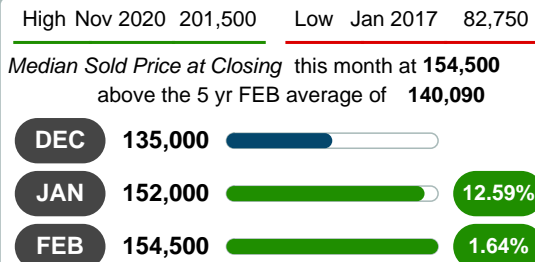 High Nov 2020 201,500 Low Jan 2017 82,750
Median Sold Price at Closing this month at 154,500
above the 5 yr FEB average of 140,090
DEC 135,000
JAN 152,000 12.59%
FEB 154,500 1.64%